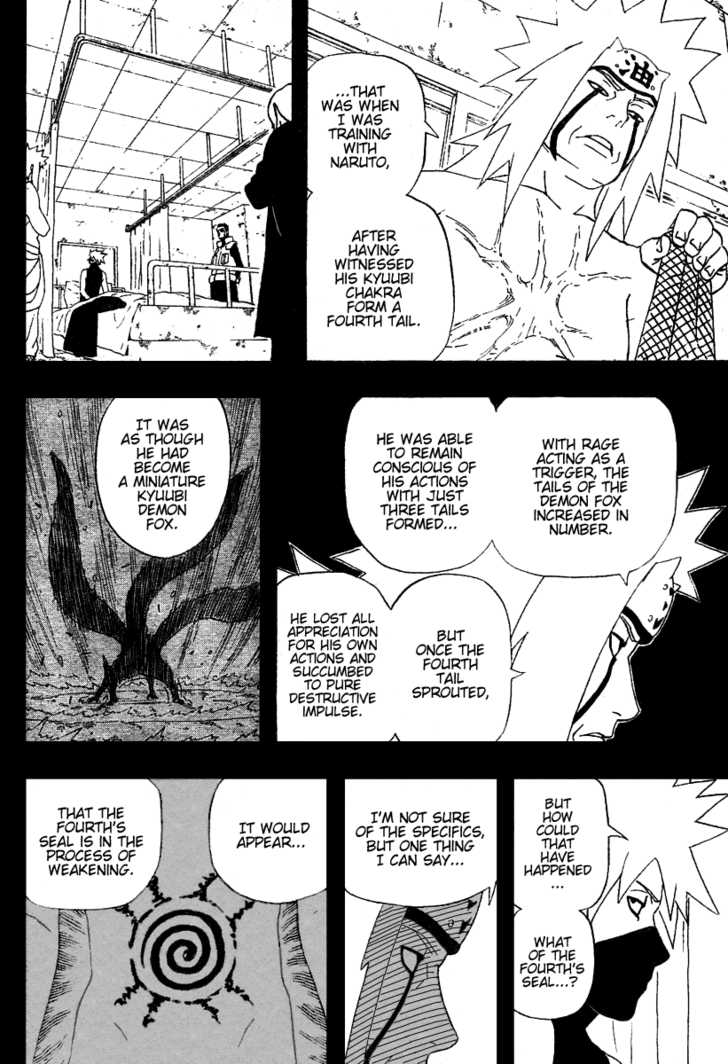 油
...THAT
WAS WHEN
I WAS
TRAINING
WITH
NARUTO,
AFTER
HAVING
WITNESSED
HIS KYUUBI
CHAKRA
FORM A
FOURTH TAIL.
WITH RAGE
ACTING AS A
TRIGGER, THE
TAILS OF THE
DEMON FOX
INCREASED IN
NUMBER.
HE WAS ABLE
TO REMAIN
CONSCIOUS OF
HIS ACTIONS
WITH JUST
THREE TAILS
FORMED...
BUT
ONCE THE
FOURTH
TAIL
SPROUTED,
HE LOST ALL
APPRECIATION
FOR HIS OWN
ACTIONS AND
SUCCUMBED
TO PURE
DESTRUCTIVE
IMPULSE.
IT WAS
AS THOUGH
HE HAD
BECOME
A MINIATURE
KYUUBI
DEMON
FOX.
BUT
HOW
COULD
THAT
HAVE
HAPPENED
...
WHAT
OF THE
FOURTH'S
SEAL...?
I'M NOT SURE
OF THE SPECIFICS,
BUT ONE THING
I CAN SAY...
IT WOULD
APPEAR...
THAT THE
FOURTH'S
SEAL IS IN THE
PROCESS OF
WEAKENING.